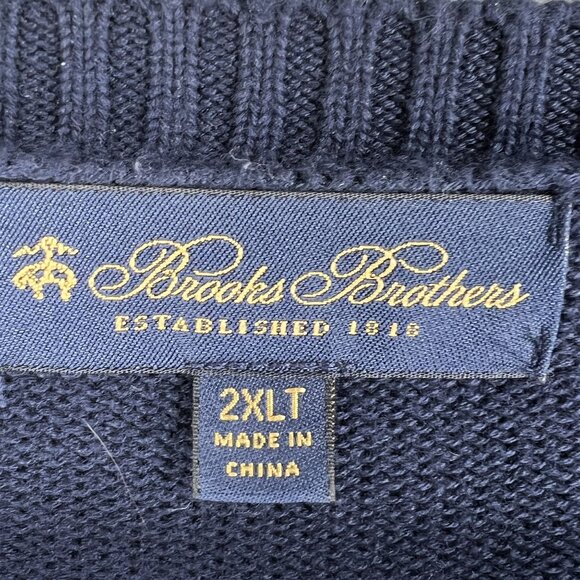 Brooks Brothers
ESTABLISHED 1818
2XLT
MADE IN
CHINA